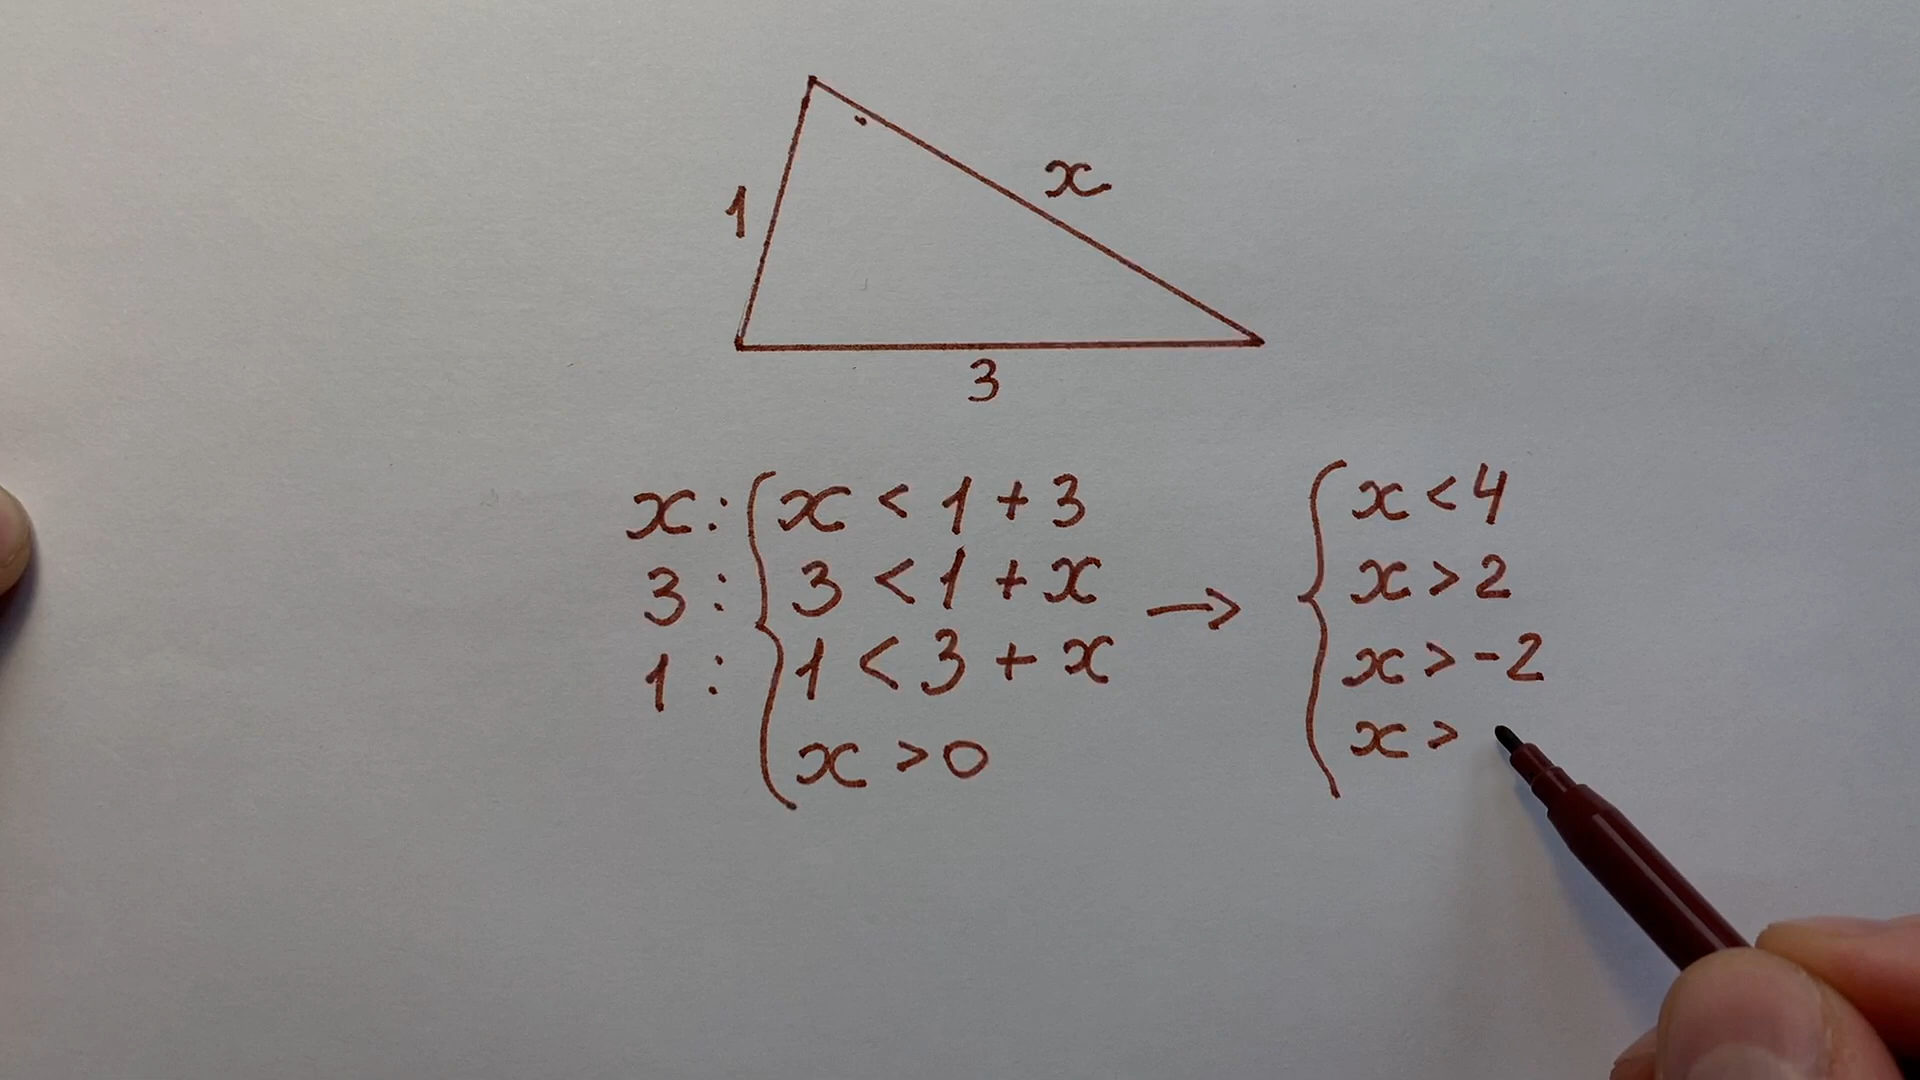 1
x
3
x: x < 1 + 3
3: 3 < 1 + x
1: 1 < 3 + x
x > 0
→
x < 4
x > 2
x > -2
x >